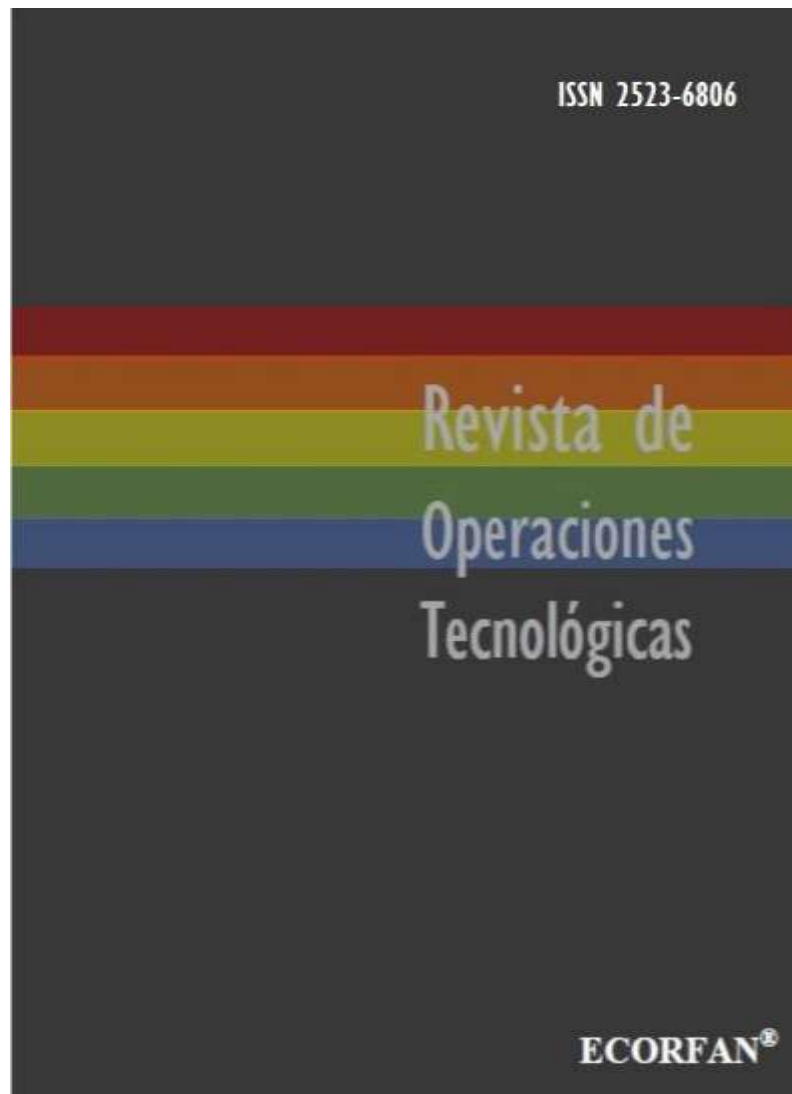 ISSN 2523-6806
Revista de
Operaciones
Tecnológicas
ECORFAN®